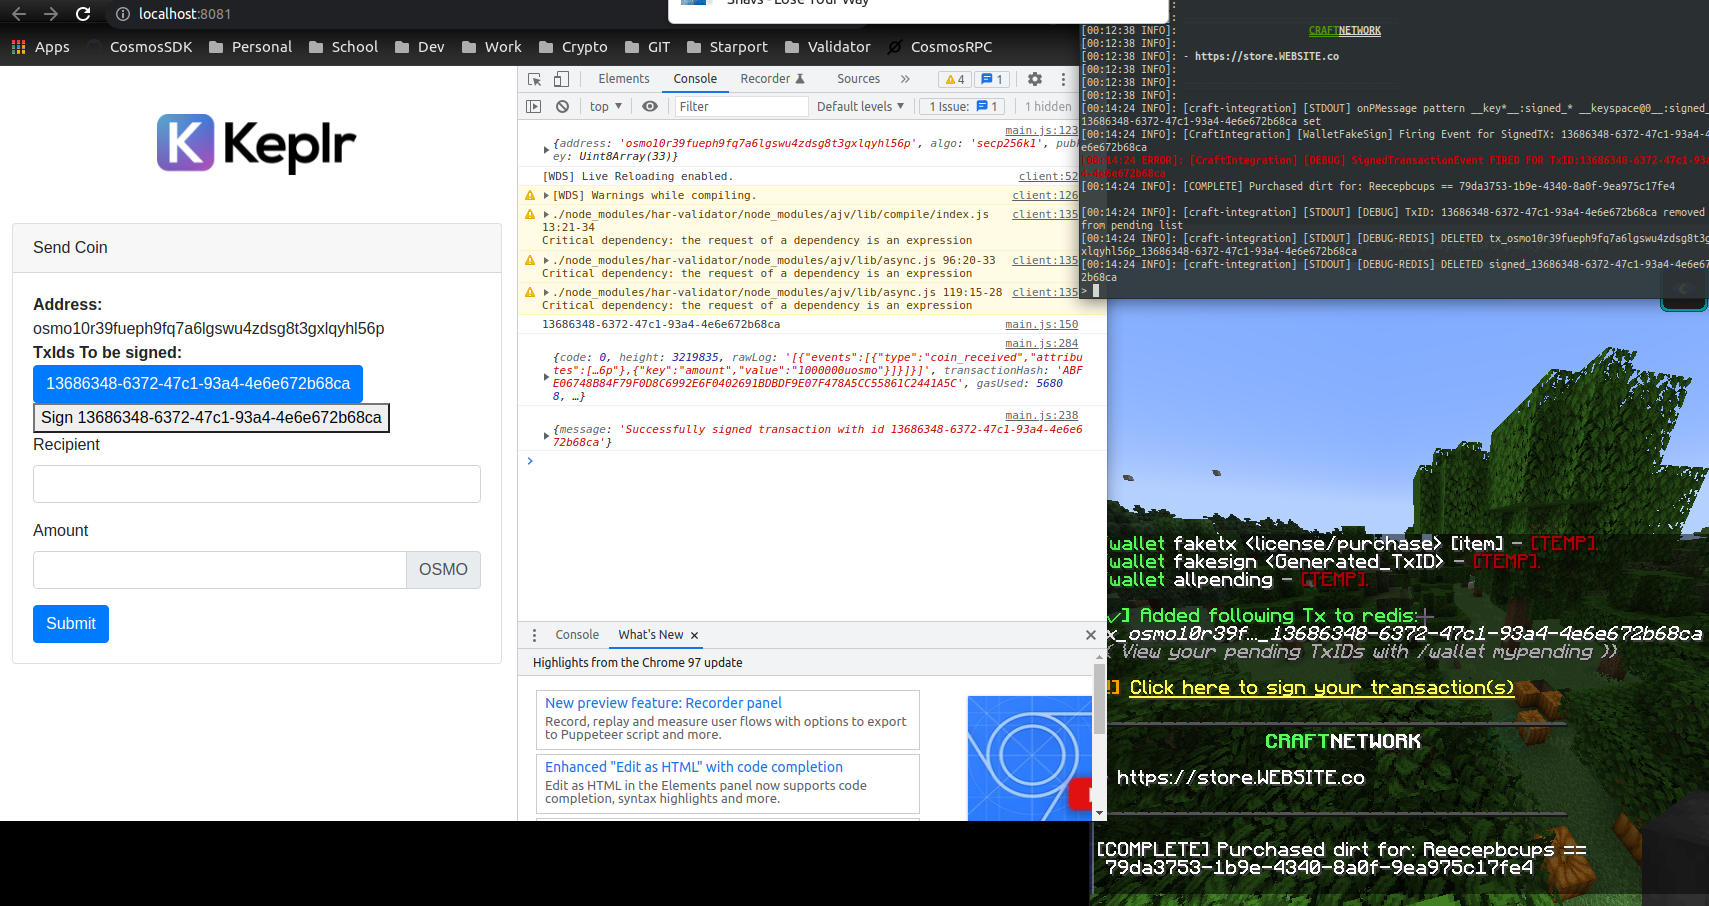 localhost:8081
Apps CosmosSDK Personal School Dev Work Crypto GIT Starport Validator CosmosRPC
Keplr
Send Coin
Address:
osmo10r39fueph9fq7a6lgswu4zdsg8t3gxlqyhl56p
TxIds To be signed:
13686348-6372-47c1-93a4-4e6e672b68ca
Sign 13686348-6372-47c1-93a4-4e6e672b68ca
Recipient
Amount
OSMO
Submit
Elements Console Recorder Sources » 4 1
top Filter Default levels 1 Issue: 1 1 hidden
main.js:123
{address: 'osmo10r39fueph9fq7a6lgswu4zdsg8t3gxlqyhl56p', algo: 'secp256k1', pub
ey: Uint8Array(33)}
[WDS] Live Reloading enabled. client:52
[WDS] Warnings while compiling. client:126
./node_modules/har-validator/node_modules/ajv/lib/compile/index.js client:135
13:21-34
Critical dependency: the request of a dependency is an expression
./node_modules/har-validator/node_modules/ajv/lib/async.js 96:20-33 client:135
Critical dependency: the request of a dependency is an expression
./node_modules/har-validator/node_modules/ajv/lib/async.js 119:15-28 client:135
Critical dependency: the request of a dependency is an expression
13686348-6372-47c1-93a4-4e6e672b68ca main.js:150
main.js:284
{code: 0, height: 3219835, rawLog: '[{"events":[{"type":"coin_received","attribu
tes":[…6p"},{"key":"amount","value":"1000000uosmo"}]}]}]', transactionHash: 'ABF
E06748B84F79F0D8C6992E6F0402691BDBDF9E07F478A5CC55861C2441A5C', gasUsed: 5680
8, …}
main.js:238
{message: 'Successfully signed transaction with id 13686348-6372-47c1-93a4-4e6e6
72b68ca'}
Console What's New
Highlights from the Chrome 97 update
New preview feature: Recorder panel
Record, replay and measure user flows with options to export
to Puppeteer script and more.
Enhanced "Edit as HTML" with code completion
Edit as HTML in the Elements panel now supports code
completion, syntax highlights and more.
[00:12:38 INFO]: CRAFTNETWORK
[00:12:38 INFO]:
[00:12:38 INFO]: - https://store.WEBSITE.co
[00:12:38 INFO]:
[00:12:38 INFO]:
[00:12:38 INFO]:
[00:14:24 INFO]: [craft-integration] [STDOUT] onPMessage pattern __key*__:signed_* __keyspace@0__:signed_
13686348-6372-47c1-93a4-4e6e672b68ca set
[00:14:24 INFO]: [CraftIntegration] [WalletFakeSign] Firing Event for SignedTX: 13686348-6372-47c1-93a4-4
e6e672b68ca
[00:14:24 ERROR]: [CraftIntegration] [DEBUG] SignedTransactionEvent FIRED FOR TxID:13686348-6372-47c1-93a
4-4e6e672b68ca
[00:14:24 INFO]: [COMPLETE] Purchased dirt for: Reecepbcups == 79da3753-1b9e-4340-8a0f-9ea975c17fe4
[00:14:24 INFO]: [craft-integration] [STDOUT] [DEBUG] TxID: 13686348-6372-47c1-93a4-4e6e672b68ca removed
from pending list
[00:14:24 INFO]: [craft-integration] [STDOUT] [DEBUG-REDIS] DELETED tx_osmo10r39fueph9fq7a6lgswu4zdsg8t3g
xlqyhl56p_13686348-6372-47c1-93a4-4e6e672b68ca
[00:14:24 INFO]: [craft-integration] [STDOUT] [DEBUG-REDIS] DELETED signed_13686348-6372-47c1-93a4-4e6e67
2b68ca
>
wallet faketx <license/purchase> [item] - [TEMP].
wallet fakesign <Generated_TxID> - [TEMP].
wallet allpending - [TEMP].
✓] Added following Tx to redis:
x_osmo10r39f..._13686348-6372-47c1-93a4-4e6e672b68ca
( View your pending TxIDs with /wallet mypending ))
!] Click here to sign your transaction(s)
CRAFTNETWORK
https://store.WEBSITE.co
[COMPLETE] Purchased dirt for: Reecepbcups ==
79da3753-1b9e-4340-8a0f-9ea975c17fe4